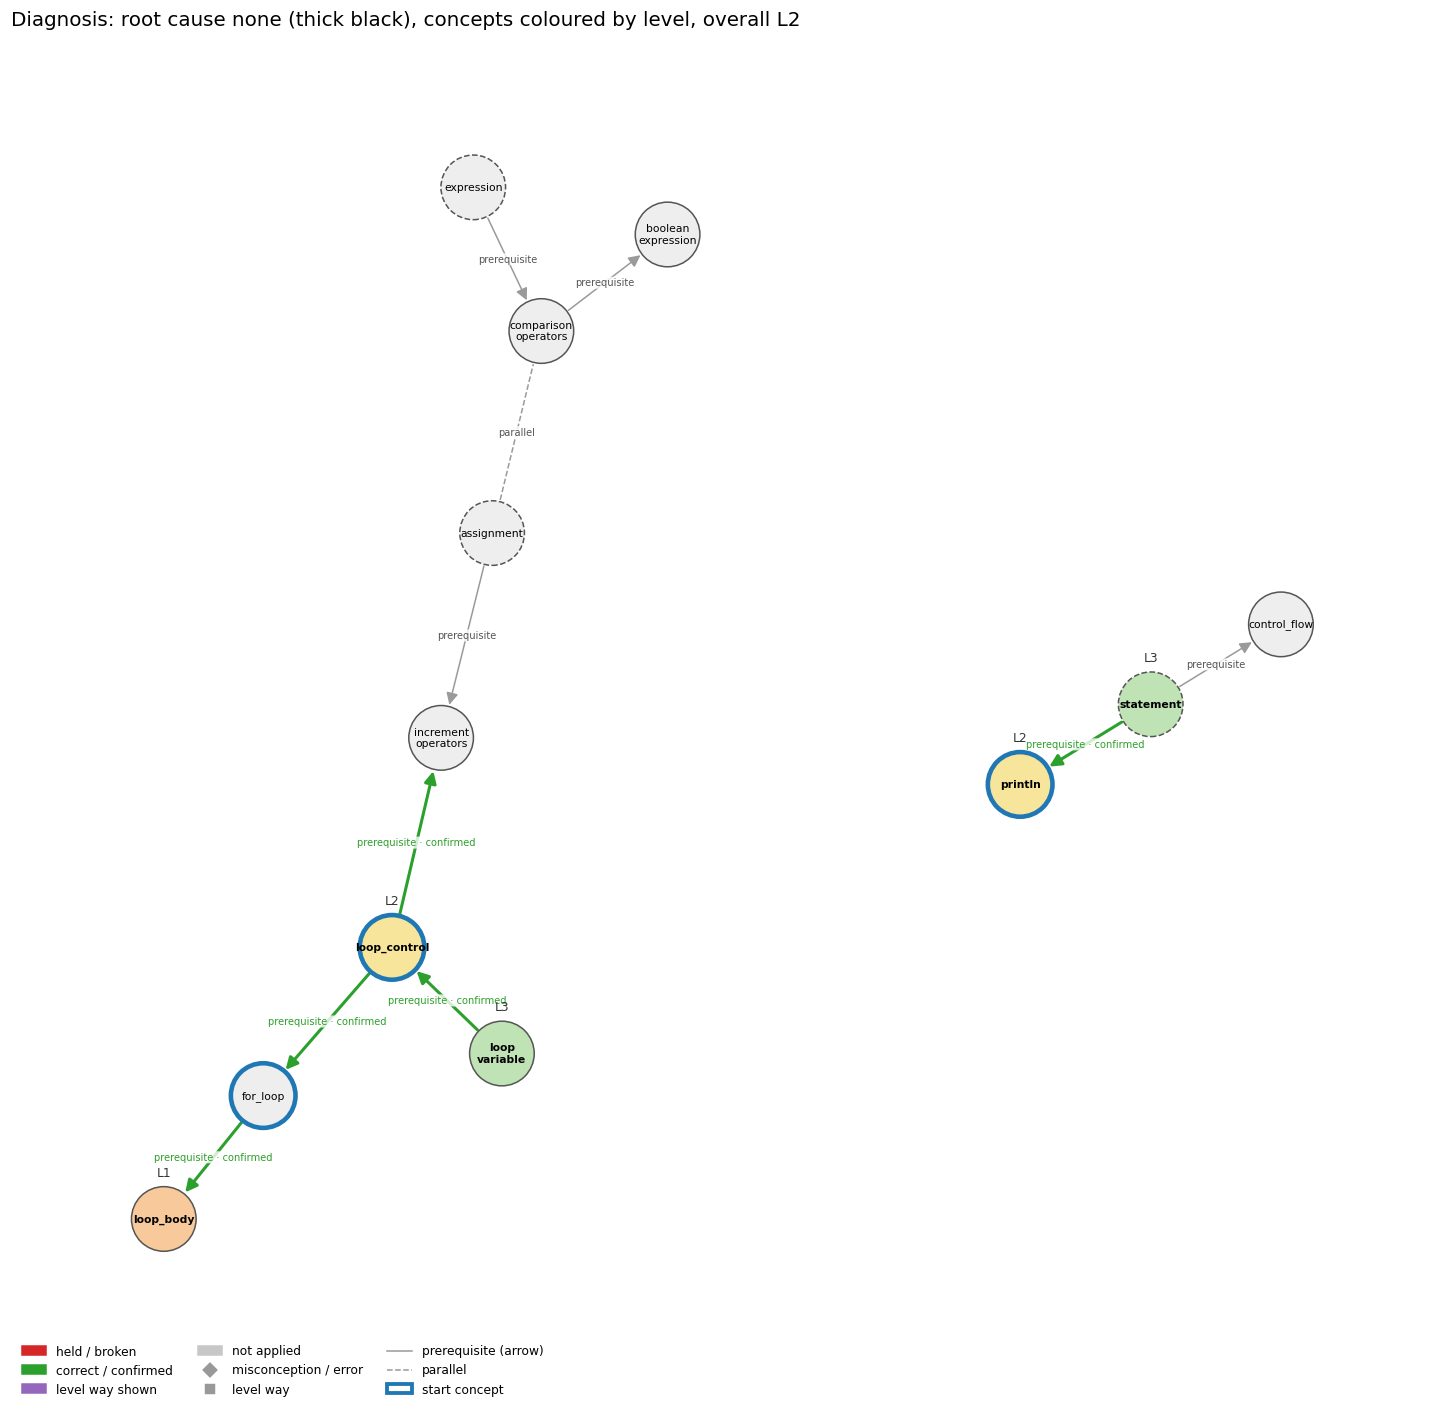 Diagnosis: root cause none (thick black), concepts coloured by level, overall L2
expression
boolean
expression
prerequisite
prerequisite
comparison
operators
parallel
assignment
prerequisite
control_flow
L3
prerequisite
statement
L2
prerequisite · confirmed
println
increment
operators
prerequisite · confirmed
L2
loop_control
prerequisite · confirmed
L3
prerequisite · confirmed
loop
variable
for_loop
prerequisite · confirmed
L1
loop_body
held / broken
correct / confirmed
level way shown
not applied
misconception / error
level way
prerequisite (arrow)
parallel
start concept